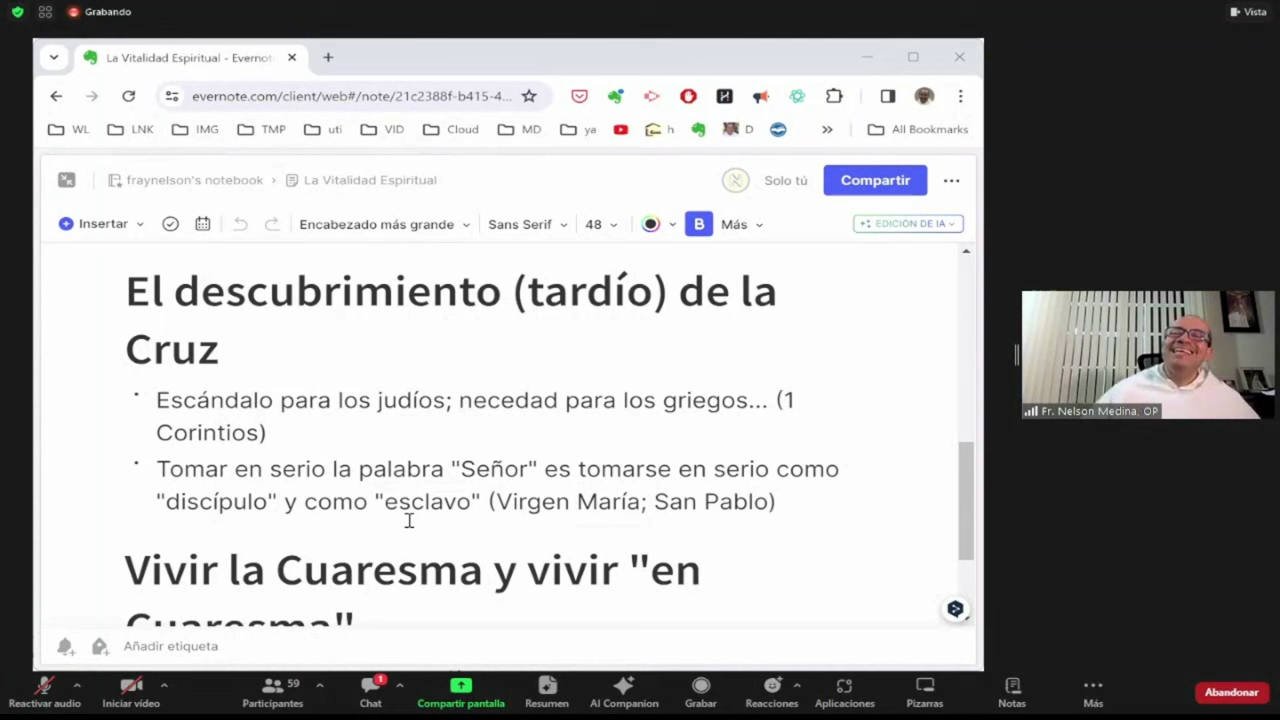 Grabando
Vista
La Vitalidad Espiritual - Evernot
evernote.com/client/web#/note/21c2388f-b415-4...
WL LNK IMG TMP uti VID Cloud MD ya h D » All Bookmarks
fraynelson's notebook > La Vitalidad Espiritual
Solo tú
Compartir
Insertar
Encabezado más grande
Sans Serif
48
B
Más
EDICIÓN DE IA
El descubrimiento (tardío) de la
Cruz
Escándalo para los judíos; necedad para los griegos... (1
Corintios)
Tomar en serio la palabra "Señor" es tomarse en serio como
"discípulo" y como "esclavo" (Virgen María; San Pablo)
Vivir la Cuaresma y vivir "en
Cuaresma"
Añadir etiqueta
Fr. Nelson Medina, OP
59
1
Reactivar audio
Iniciar vídeo
Participantes
Chat
Compartir pantalla
Resumen
AI Companion
Grabar
Reacciones
Aplicaciones
Pizarras
Notas
Más
Abandonar